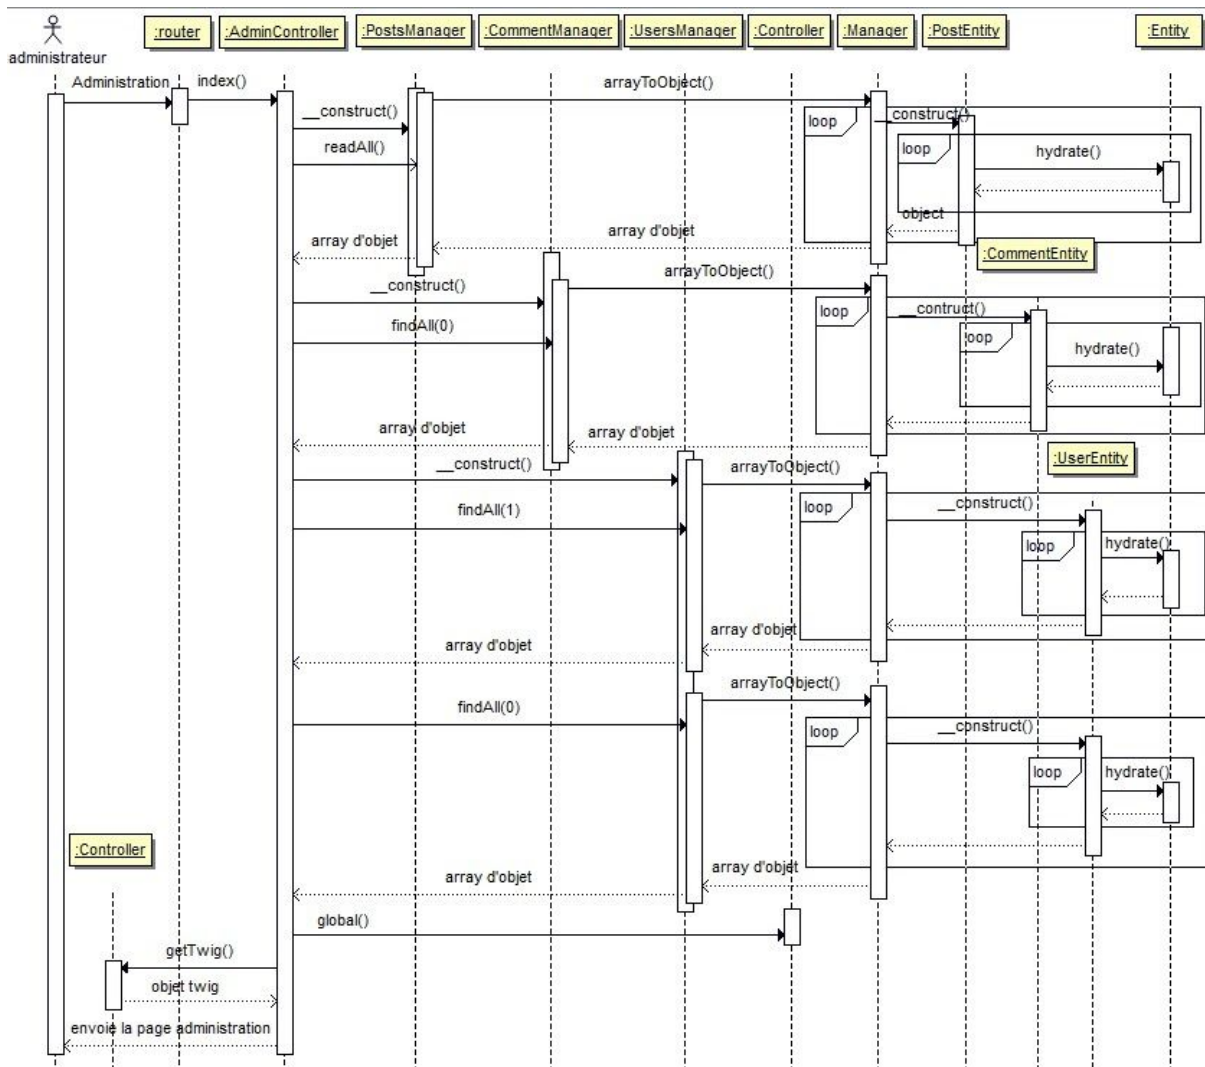 :router
:AdminController
:PostsManager
:CommentManager
:UsersManager
:Controller
:Manager
:PostEntity
:Entity
administrateur
Administration
index()
arrayToObject()
__construct()
loop
__construct()
readAll()
loop
hydrate()
object
array d'objet
array d'objet
:CommentEntity
arrayToObject()
__construct()
loop
__contruct()
findAll(0)
oop
hydrate()
array d'objet
array d'objet
:UserEntity
__construct()
arrayToObject()
findAll(1)
loop
__construct()
loop
hydrate()
array d'objet
array d'objet
arrayToObject()
findAll(0)
loop
__construct()
loop
hydrate()
:Controller
array d'objet
array d'objet
global()
getTwig()
objet twig
envoie la page administration